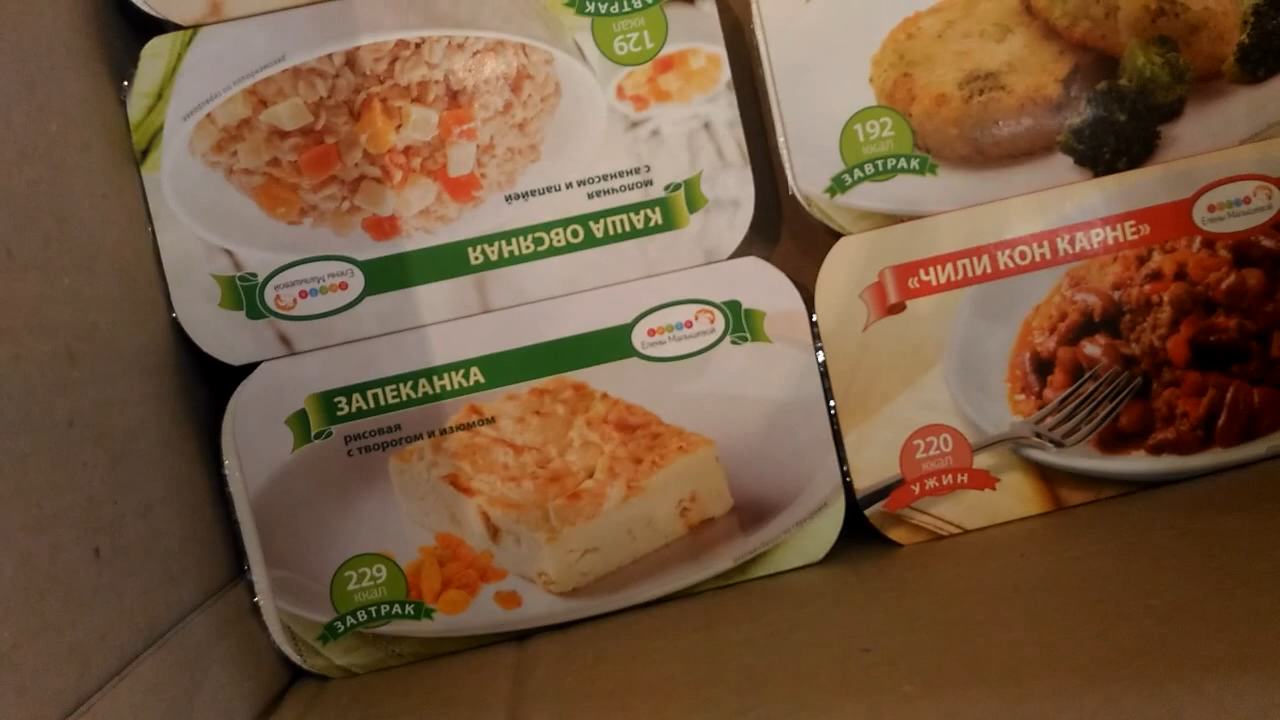 ЗАВТРАК
129
ккал
молочная
с ананасом и папайей
КАША ОВСЯНАЯ
Елены Малышевой
192
ккал
ЗАВТРАК
«ЧИЛИ КОН КАРНЕ»
Елены Малышевой
220
ккал
УЖИН
ЗАПЕКАНКА
рисовая
с творогом и изюмом
Елены Малышевой
229
ккал
ЗАВТРАК